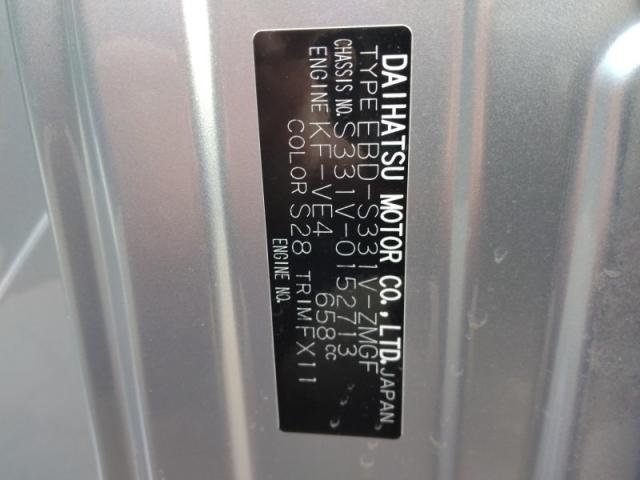 DAIHATSU MOTOR CO.,LTD. JAPAN
TYPE EBD-S331V-ZMGF
CHASSIS NO. S331V-0152713
ENGINE KF-VE4 658cc
COLOR S28 TRIM FX11
ENGINE NO.